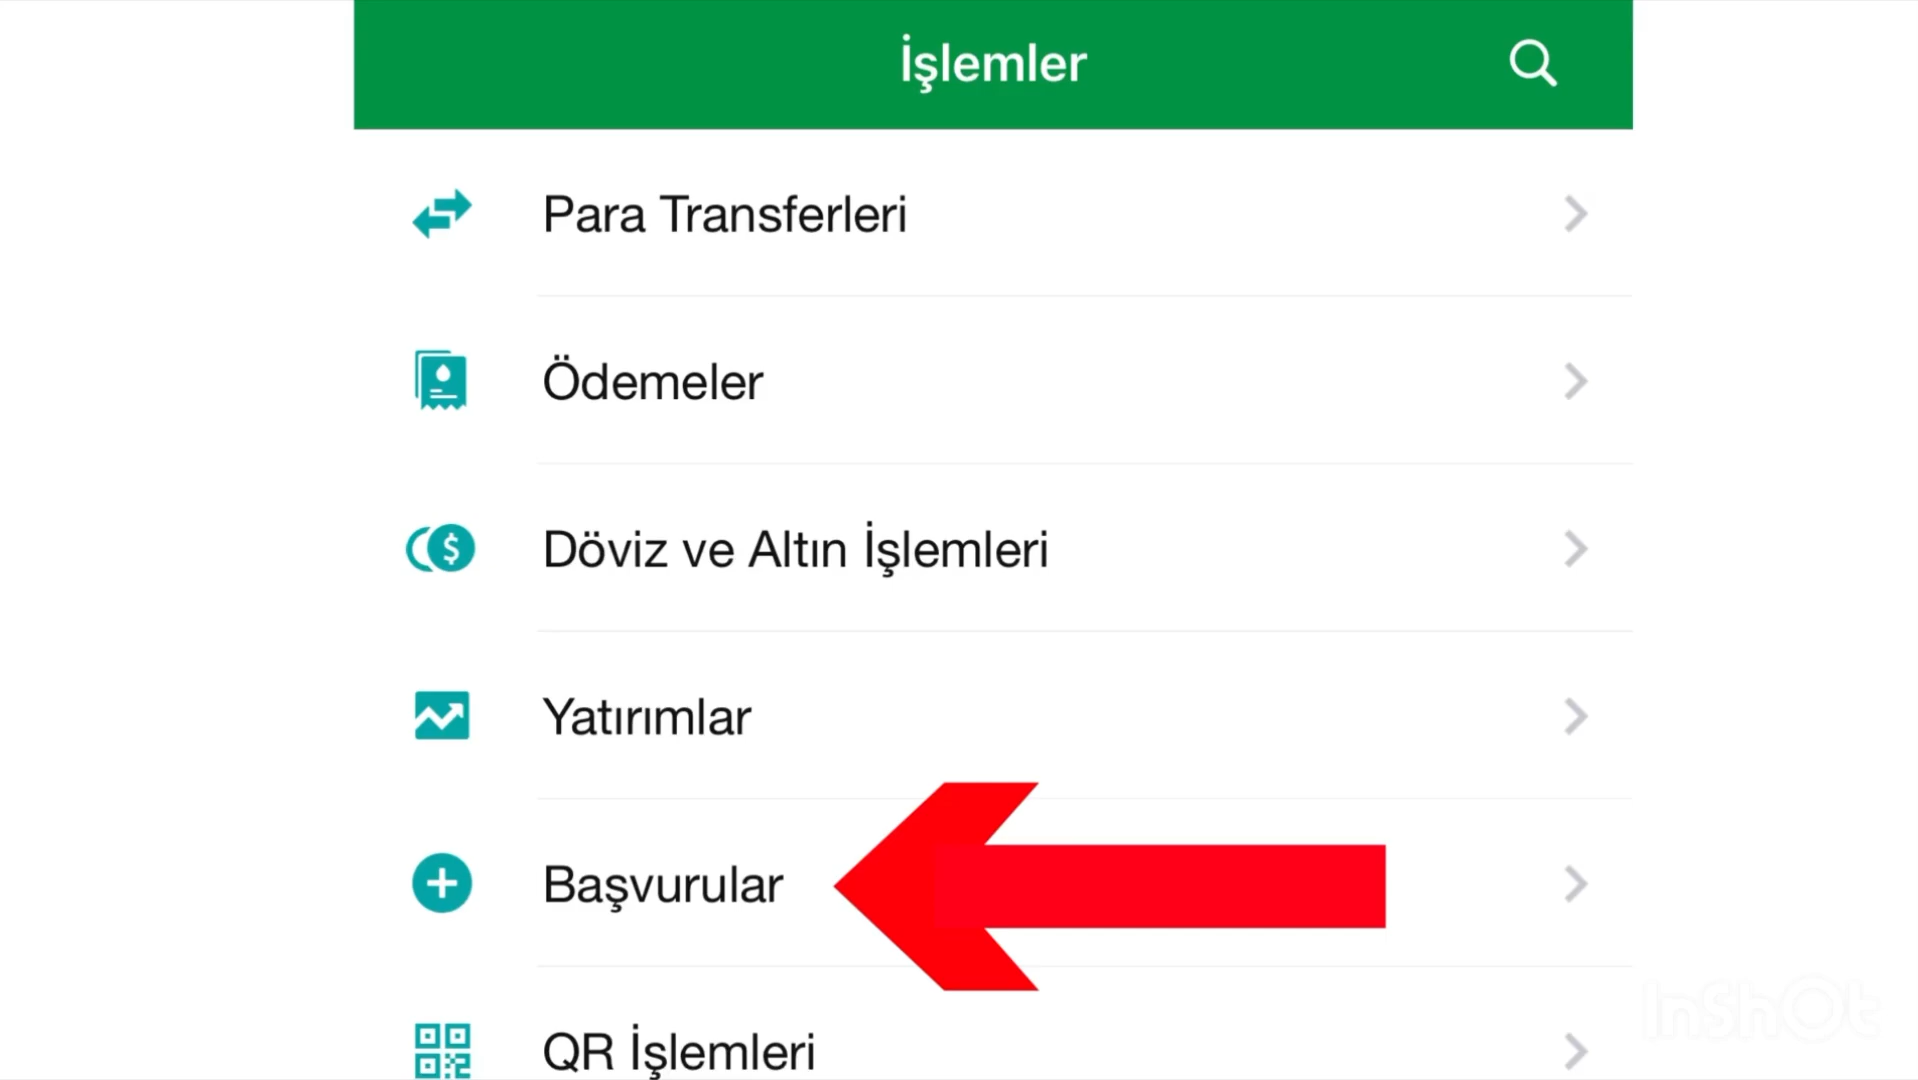 İşlemler
Para Transferleri
Ödemeler
Döviz ve Altın İşlemleri
Yatırımlar
Başvurular
QR İşlemleri
InShOt